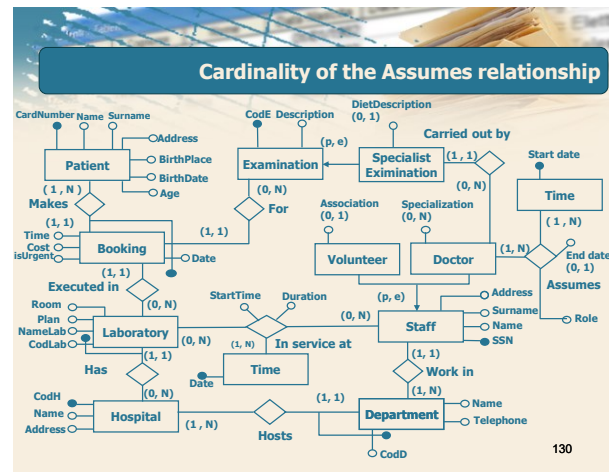 Cardinality of the Assumes relationship
CardNumber Name Surname
Address
BirthPlace
BirthDate
Age
Patient
(1 , N)
Makes
(1, 1)
Time
Cost
isUrgent
Booking
Date
(1, 1)
(1, 1)
Executed in
(0, N)
CodE Description
Examination
(p, e)
(0, N)
For
DietDescription
(0, 1)
Specialist
Eximination
(1 , 1)
Carried out by
(0, N)
Start date
Time
(1 , N)
End date
(0, 1)
Assumes
Role
Association
(0, 1)
Specialization
(0, N)
Volunteer
Doctor
(1, N)
(p, e)
Room
Plan
NameLab
CodLab
Laboratory
(0, N)
StartTime
Duration
(1, N)
In service at
Time
Date
(0, N)
Staff
Address
Surname
Name
SSN
(1, 1)
Has
(0, N)
(1, 1)
Work in
(1, N)
CodH
Name
Address
Hospital
(1 , N)
Hosts
(1, 1)
Department
Name
Telephone
CodD
130